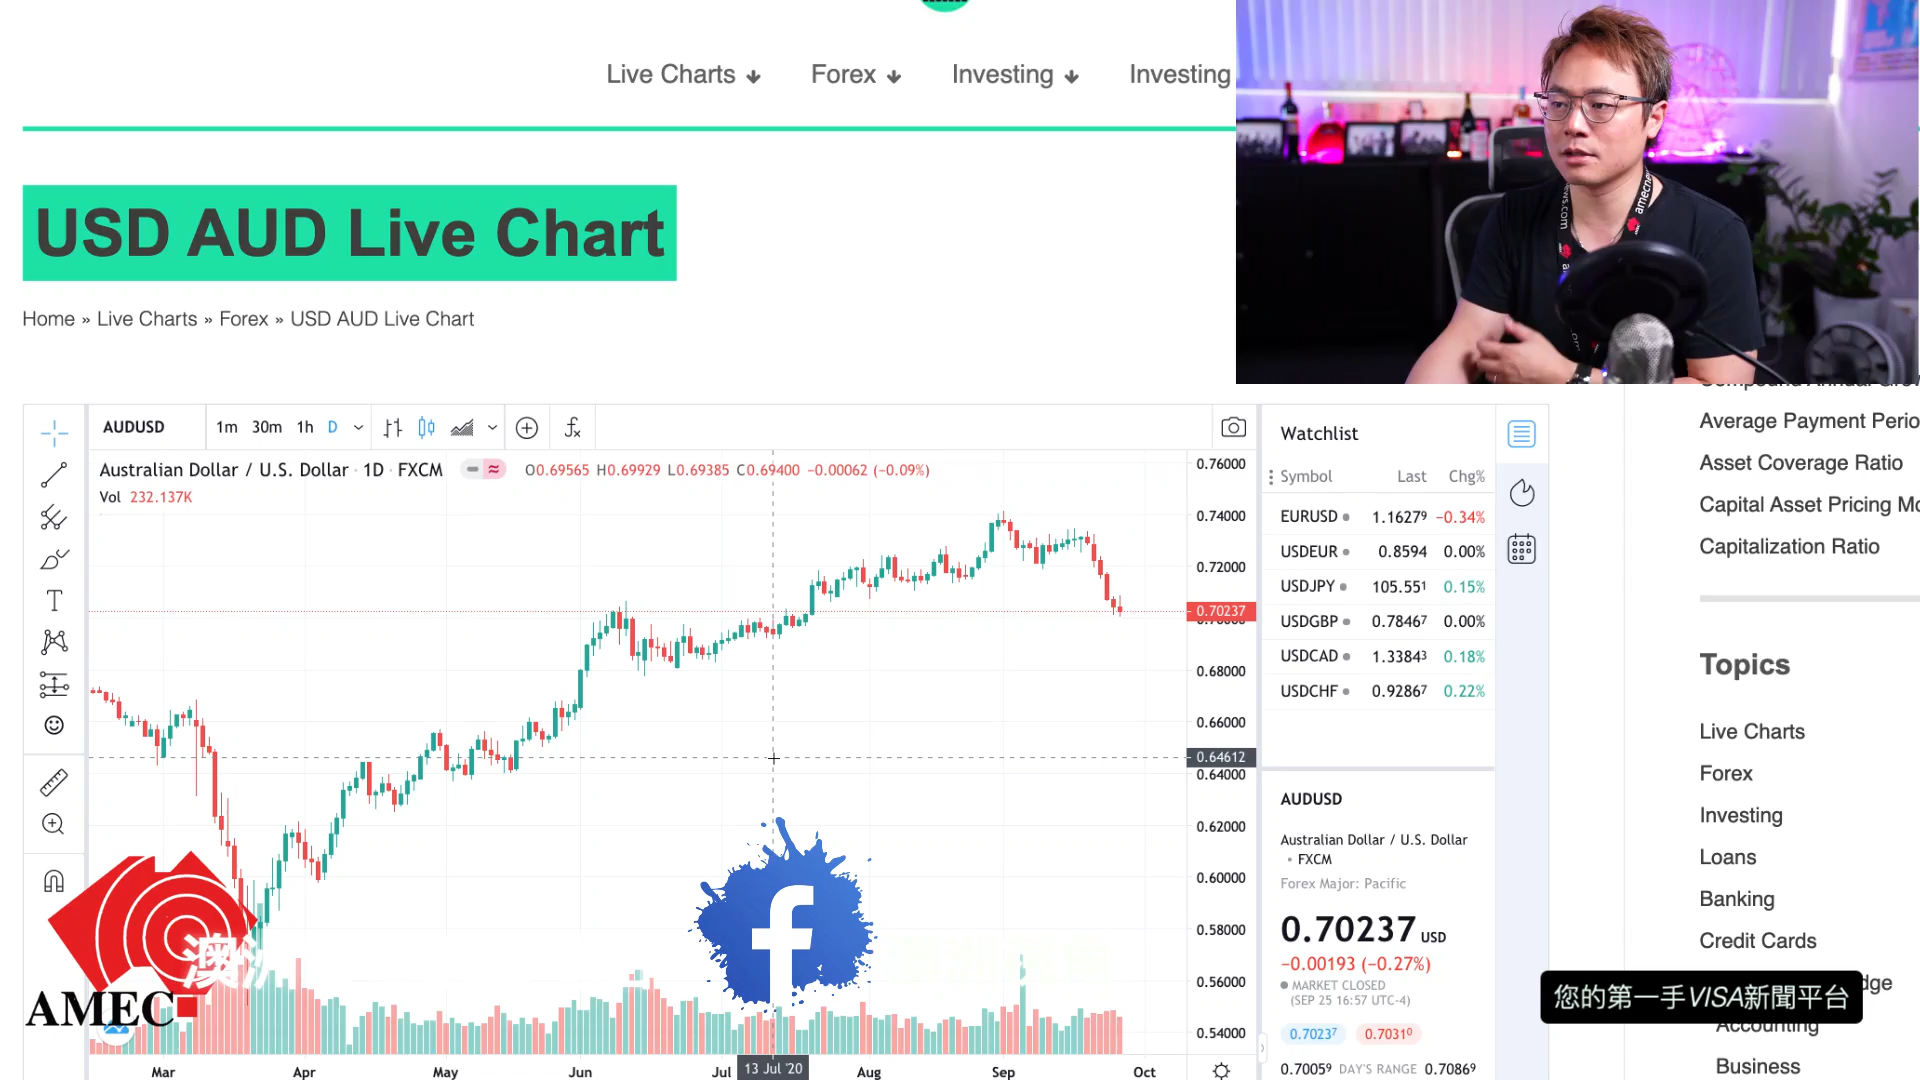 Live Charts
Forex
Investing
Investing
USD AUD Live Chart
Home » Live Charts » Forex » USD AUD Live Chart
AUDUSD
1m 30m 1h D
Australian Dollar / U.S. Dollar · 1D · FXCM
O0.69565 H0.69929 L0.69385 C0.69400 −0.00062 (−0.09%)
Vol 232.137K
0.76000
0.74000
0.72000
0.70237
0.70000
0.68000
0.66000
0.64612
0.64000
0.62000
0.60000
0.58000
0.56000
0.54000
Mar
Apr
May
Jun
Jul
13 Jul '20
Aug
Sep
Oct
AMEC
澳
Watchlist
Symbol Last Chg%
EURUSD 1.16279 −0.34%
USDEUR 0.8594 0.00%
USDJPY 105.551 0.15%
USDGBP 0.78467 0.00%
USDCAD 1.33843 0.18%
USDCHF 0.92867 0.22%
AUDUSD
Australian Dollar / U.S. Dollar
• FXCM
Forex Major: Pacific
0.70237 USD
−0.00193 (−0.27%)
MARKET CLOSED
(SEP 25 16:57 UTC-4)
0.70237 0.70310
0.70059 DAY'S RANGE 0.70869
Average Payment Perio
Asset Coverage Ratio
Capital Asset Pricing Mo
Capitalization Ratio
Topics
Live Charts
Forex
Investing
Loans
Banking
Credit Cards
dge
Accounting
Business
您的第一手VISA新聞平台